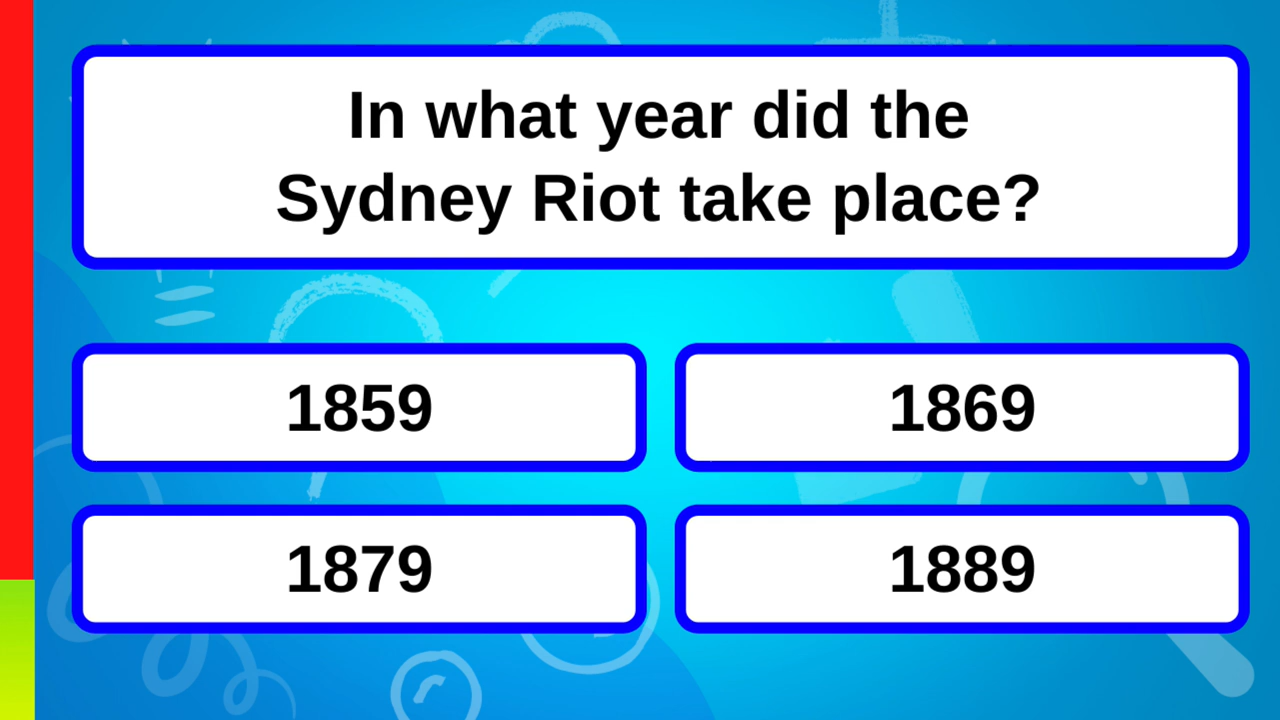 In what year did the
Sydney Riot take place?
1859
1869
1879
1889